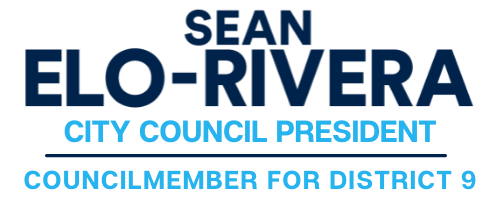 SEAN
ELO-RIVERA
CITY COUNCIL PRESIDENT
COUNCILMEMBER FOR DISTRICT 9